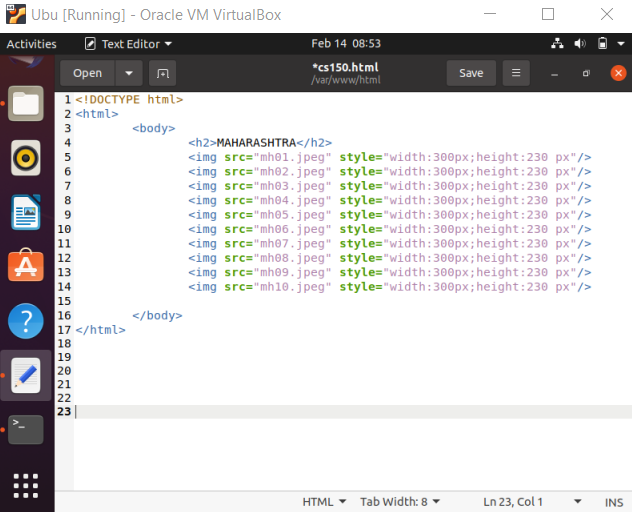 Ubu [Running] - Oracle VM VirtualBox
Activities Text Editor Feb 14 08:53
Open *cs150.html Save
/var/www/html
1 <!DOCTYPE html>
2 <html>
3 <body>
4 <h2>MAHARASHTRA</h2>
5 <img src="mh01.jpeg" style="width:300px;height:230 px"/>
6 <img src="mh02.jpeg" style="width:300px;height:230 px"/>
7 <img src="mh03.jpeg" style="width:300px;height:230 px"/>
8 <img src="mh04.jpeg" style="width:300px;height:230 px"/>
9 <img src="mh05.jpeg" style="width:300px;height:230 px"/>
10 <img src="mh06.jpeg" style="width:300px;height:230 px"/>
11 <img src="mh07.jpeg" style="width:300px;height:230 px"/>
12 <img src="mh08.jpeg" style="width:300px;height:230 px"/>
13 <img src="mh09.jpeg" style="width:300px;height:230 px"/>
14 <img src="mh10.jpeg" style="width:300px;height:230 px"/>
15
16 </body>
17 </html>
18
19
20
21
22
23
HTML Tab Width: 8 Ln 23, Col 1 INS